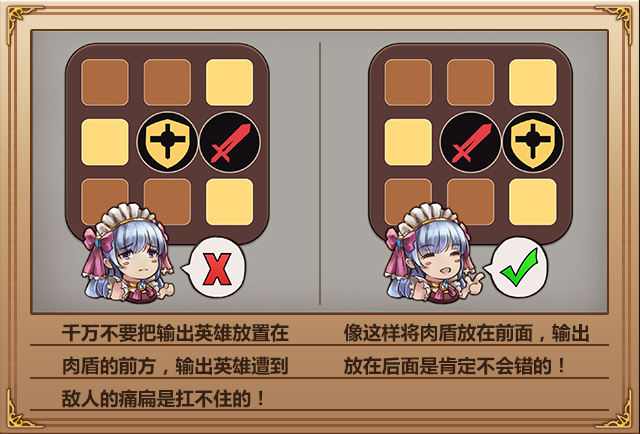 千万不要把输出英雄放置在
肉盾的前方，输出英雄遭到
敌人的痛扁是扛不住的！
像这样将肉盾放在前面，输出
放在后面是肯定不会错的！